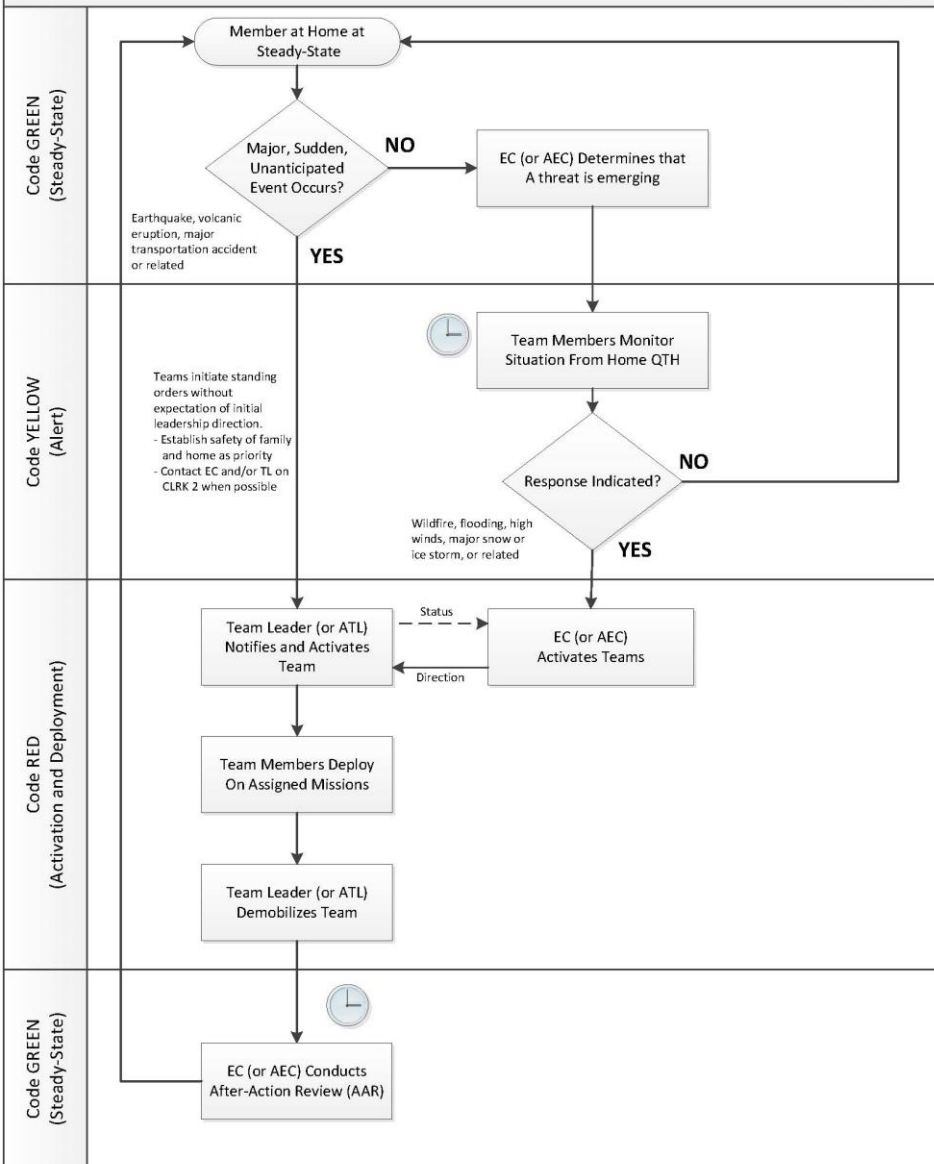 Code GREEN
(Steady-State)
Member at Home at
Steady-State
Major, Sudden,
Unanticipated
Event Occurs?
NO
EC (or AEC) Determines that
A threat is emerging
Earthquake, volcanic
eruption, major
transportation accident
or related
YES
Code YELLOW
(Alert)
Team Members Monitor
Situation From Home QTH
Teams initiate standing
orders without
expectation of initial
leadership direction.
- Establish safety of family
and home as priority
- Contact EC and/or TL on
CLRK 2 when possible
Response Indicated?
NO
Wildfire, flooding, high
winds, major snow or
ice storm, or related
YES
Code RED
(Activation and Deployment)
Team Leader (or ATL)
Notifies and Activates
Team
Status
Direction
EC (or AEC)
Activates Teams
Team Members Deploy
On Assigned Missions
Team Leader (or ATL)
Demobilizes Team
Code GREEN
(Steady-State)
EC (or AEC) Conducts
After-Action Review (AAR)